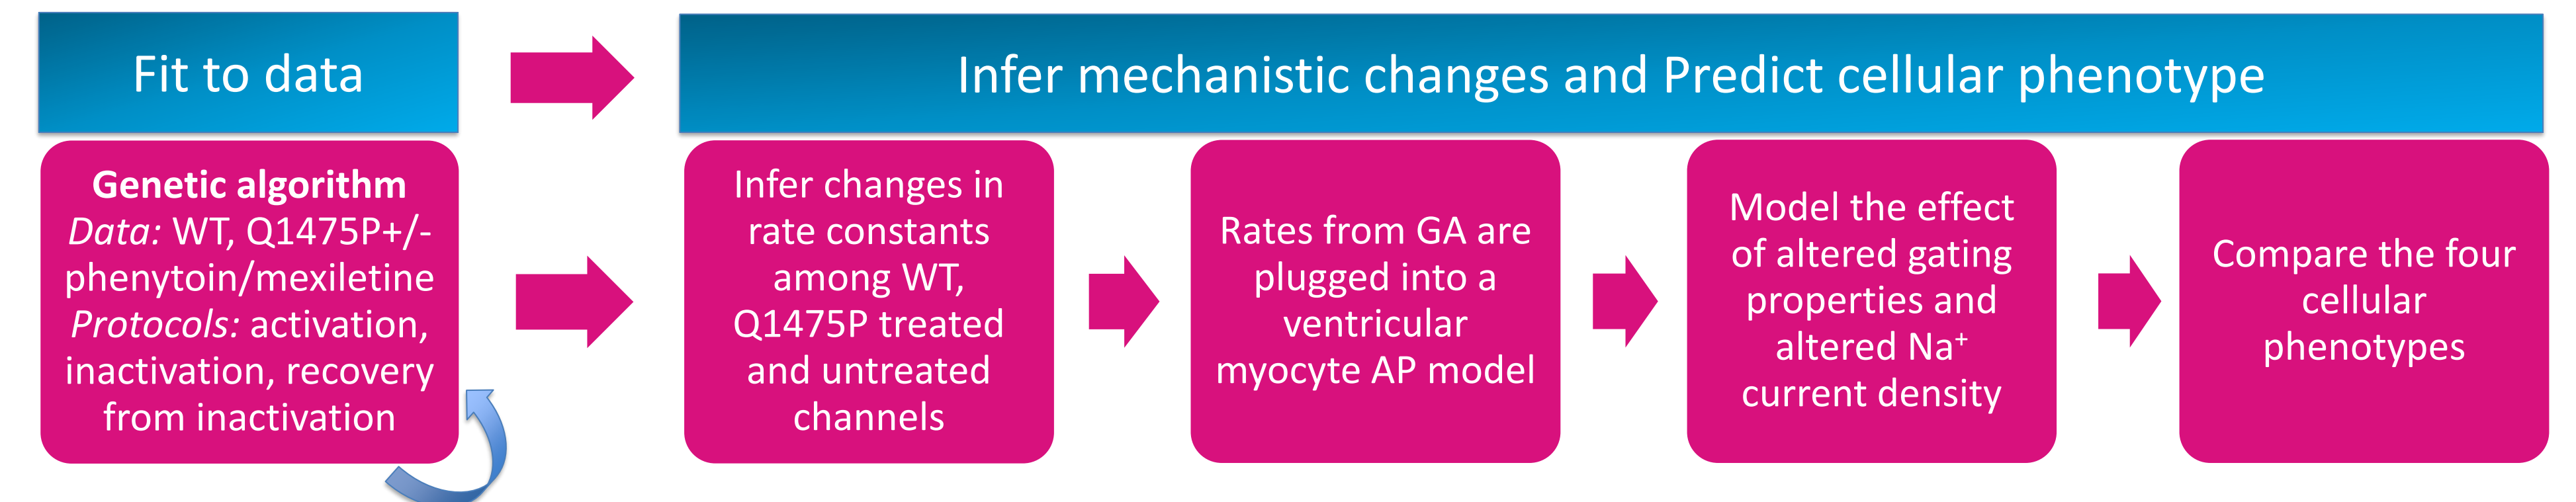 Fit to data
Infer mechanistic changes and Predict cellular phenotype
Genetic algorithm
Data: WT, Q1475P+/-
phenytoin/mexiletine
Protocols: activation,
inactivation, recovery
from inactivation
Infer changes in
rate constants
among WT,
Q1475P treated
and untreated
channels
Rates from GA are
plugged into a
ventricular
myocyte AP model
Model the effect
of altered gating
properties and
altered Na⁺
current density
Compare the four
cellular
phenotypes